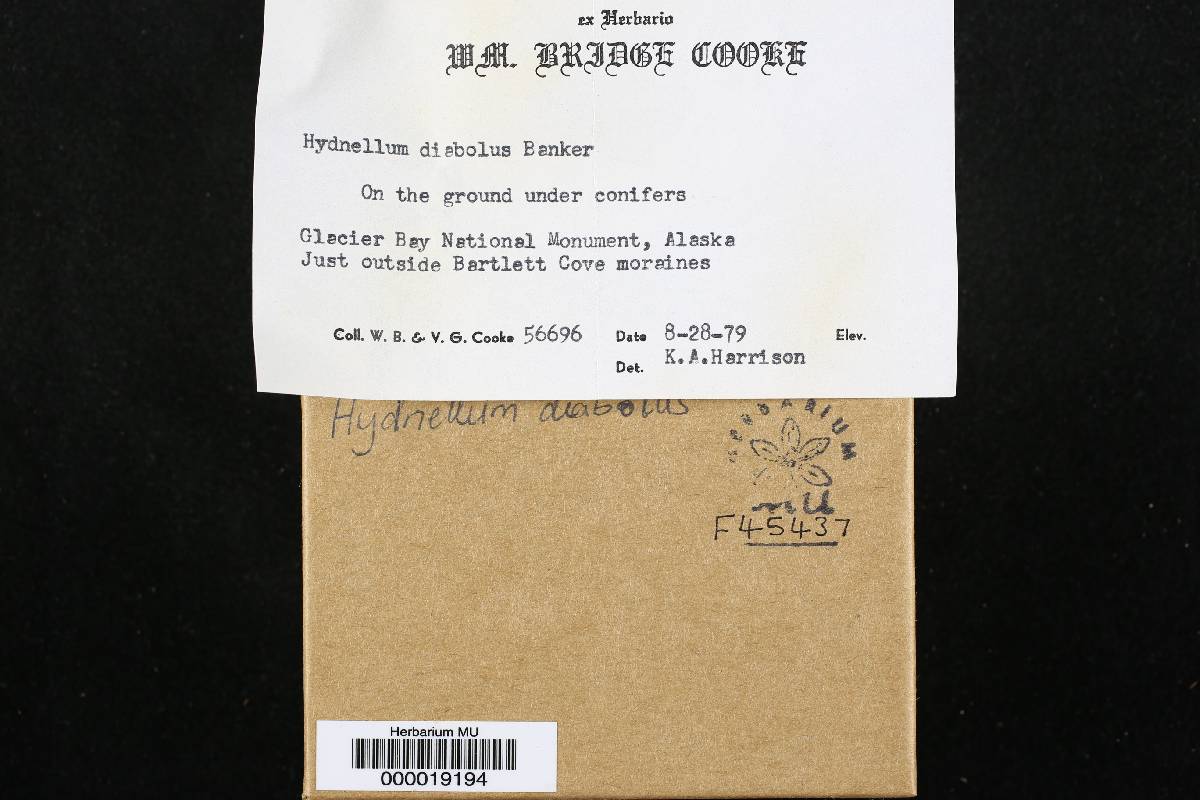 ex Herbario
WM. BRIDGE COOKE
Hydnellum diabolus Banker
On the ground under conifers
Glacier Bay National Monument, Alaska
Just outside Bartlett Cove moraines
Coll. W. B. & V. G. Cooke 56696 Date 8-28-79 Elev.
Det. K.A.Harrison
Hydnellum diabolus
HERBARIUM
MU
F45437
Herbarium MU
000019194